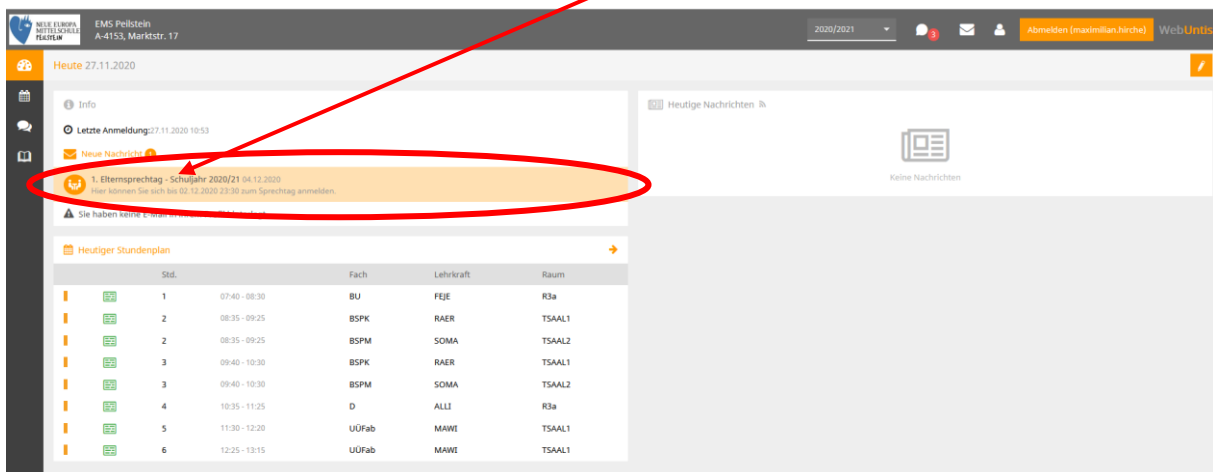 NEUE EUROPA
MITTELSCHULE
PEILSTEIN
EMS Peilstein
A-4153, Marktstr. 17
2020/2021
3
Abmelden (maximilian.hirche)
WebUntis
Heute 27.11.2020
Info
Letzte Anmeldung:27.11.2020 10:53
Neue Nachricht
1. Elternsprechtag - Schuljahr 2020/21 04.12.2020
Hier können Sie sich bis 02.12.2020 23:30 zum Sprechtag anmelden.
Sie haben keine E-Mail
Heutige Nachrichten
Keine Nachrichten
Heutiger Stundenplan
Std. Fach Lehrkraft Raum
1 07:40 - 08:30 BU FEJE R3a
2 08:35 - 09:25 BSPK RAER TSAAL1
2 08:35 - 09:25 BSPM SOMA TSAAL2
3 09:40 - 10:30 BSPK RAER TSAAL1
3 09:40 - 10:30 BSPM SOMA TSAAL2
4 10:35 - 11:25 D ALLI R3a
5 11:30 - 12:20 UÜFab MAWI TSAAL1
6 12:25 - 13:15 UÜFab MAWI TSAAL1